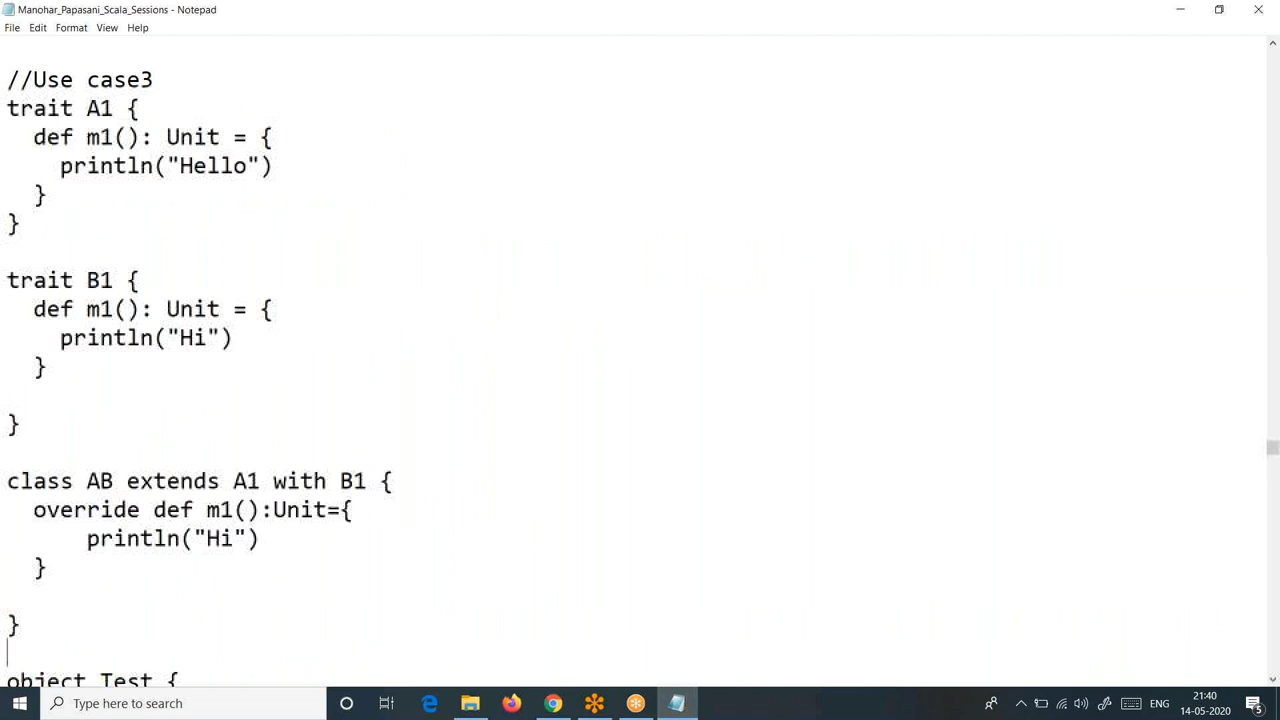 Manohar_Papasani_Scala_Sessions - Notepad
File Edit Format View Help
//Use case3
trait A1 {
  def m1(): Unit = {
    println("Hello")
  }
}
trait B1 {
  def m1(): Unit = {
    println("Hi")
  }
}
class AB extends A1 with B1 {
  override def m1():Unit={
      println("Hi")
  }
}
object Test {
Type here to search
ENG
21:40
14-05-2020
5